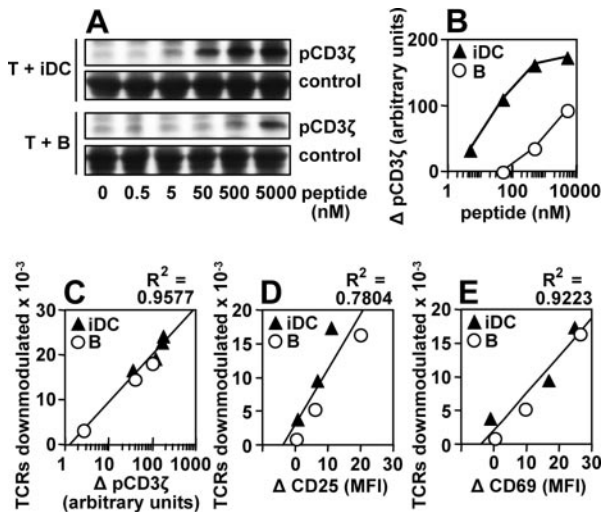 A
T + iDC
pCD3ζ
control
T + B
pCD3ζ
control
0 0.5 5 50 500 5000 peptide
(nM)
B
Δ pCD3ζ (arbitrary units)
200
100
0
iDC
B
1 100 10000
peptide (nM)
C
R² =
0.9577
TCRs downmodulated x 10⁻³
30
20
10
0
iDC
B
1 10 100 1000
Δ pCD3ζ
(arbitrary units)
D
R² =
0.7804
TCRs downmodulated x 10⁻³
20
15
10
5
0
iDC
B
0 10 20 30
Δ CD25 (MFI)
E
R² =
0.9223
TCRs downmodulated x 10⁻³
20
15
10
5
0
iDC
B
0 10 20 30
Δ CD69 (MFI)